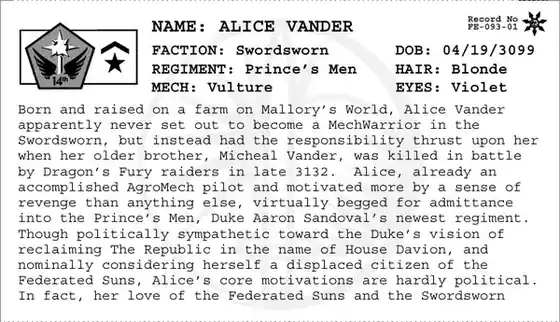 NAME: ALICE VANDER
Record No
FE-093-01
FACTION: Swordsworn
DOB: 04/19/3099
REGIMENT: Prince's Men
HAIR: Blonde
MECH: Vulture
EYES: Violet
14th
Born and raised on a farm on Mallory's World, Alice Vander
apparently never set out to become a MechWarrior in the
Swordsworn, but instead had the responsibility thrust upon her
when her older brother, Micheal Vander, was killed in battle
by Dragon's Fury raiders in late 3132.  Alice, already an
accomplished AgroMech pilot and motivated more by a sense of
revenge than anything else, virtually begged for admittance
into the Prince's Men, Duke Aaron Sandoval's newest regiment.
Though politically sympathetic toward the Duke's vision of
reclaiming The Republic in the name of House Davion, and
nominally considering herself a displaced citizen of the
Federated Suns, Alice's core motivations are hardly political.
In fact, her love of the Federated Suns and the Swordsworn